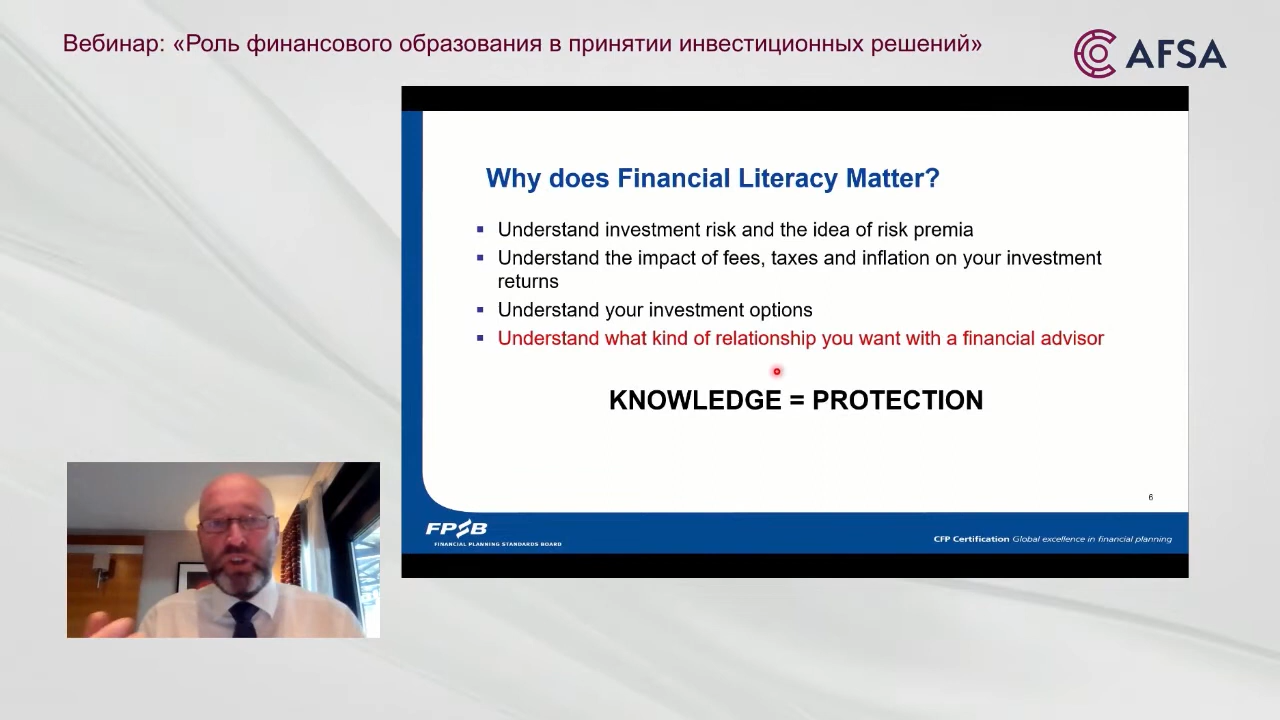 Вебинар: «Роль финансового образования в принятии инвестиционных решений»
AFSA
Why does Financial Literacy Matter?
Understand investment risk and the idea of risk premia
Understand the impact of fees, taxes and inflation on your investment
returns
Understand your investment options
Understand what kind of relationship you want with a financial advisor
KNOWLEDGE = PROTECTION
6
FPSB
FINANCIAL PLANNING STANDARDS BOARD
CFP Certification Global excellence in financial planning